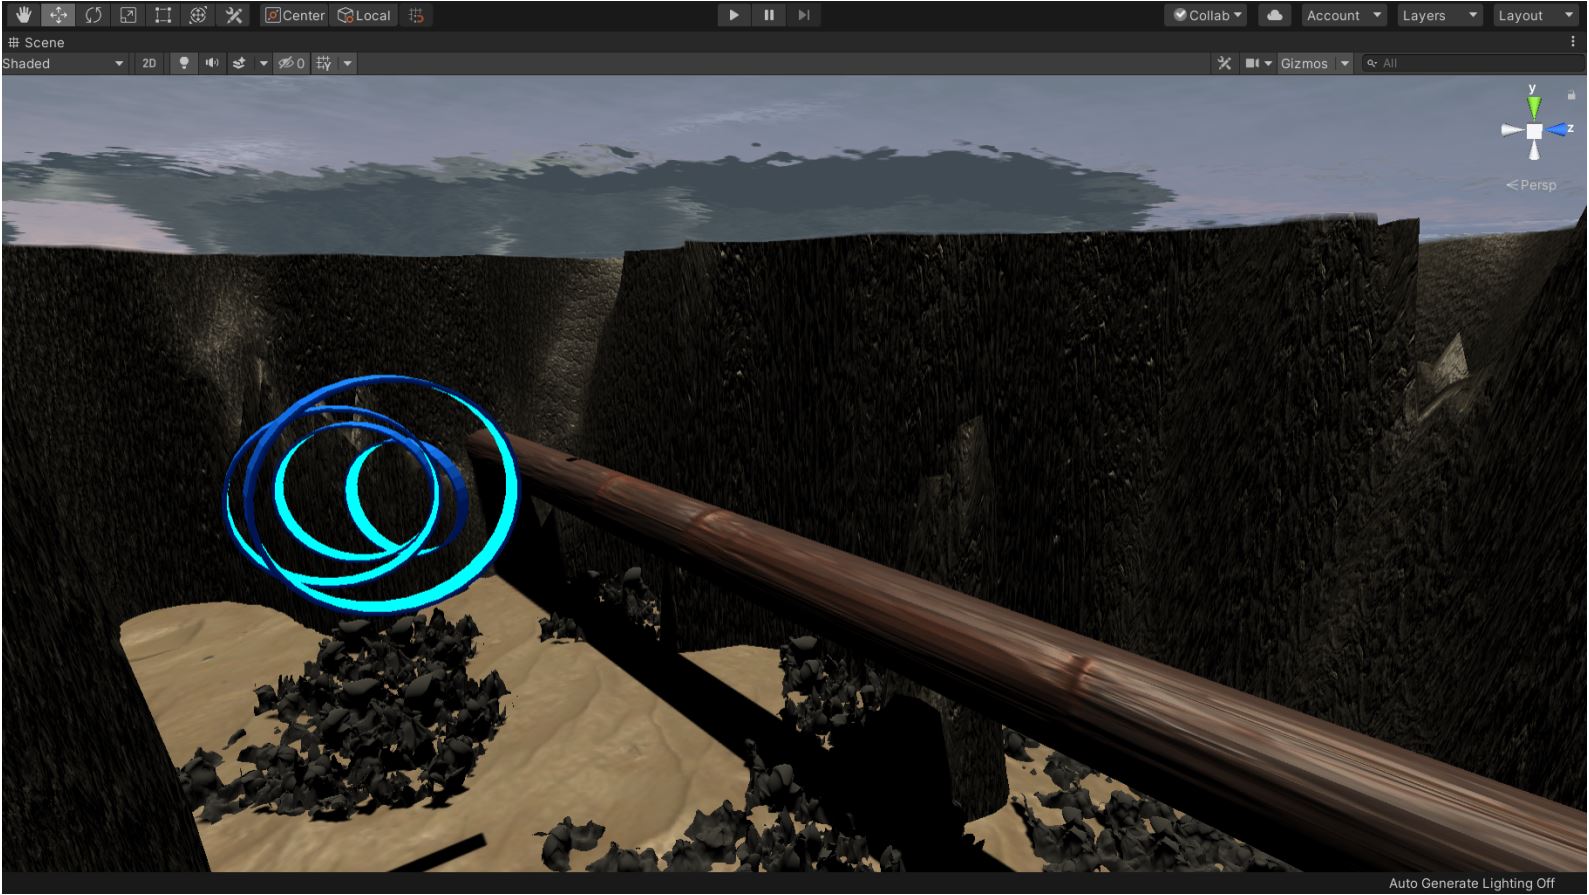 Center Local Collab Account Layers Layout
Scene
Shaded 2D 0 Gizmos All
y
z
Persp
Auto Generate Lighting Off